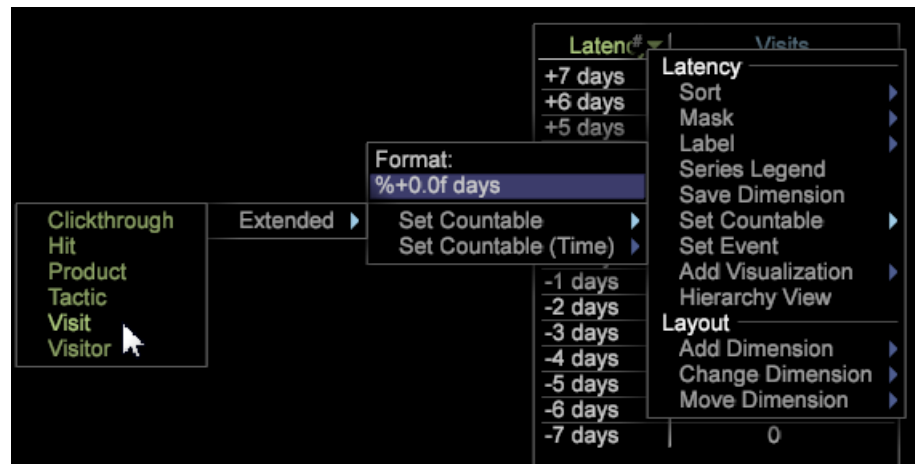 Latency # Visits
+7 days
+6 days
+5 days
-1 days
-2 days
-3 days
-4 days
-5 days
-6 days
-7 days 0
Latency
Sort
Mask
Label
Series Legend
Save Dimension
Set Countable
Set Event
Add Visualization
Hierarchy View
Layout
Add Dimension
Change Dimension
Move Dimension
Format:
%+0.0f days
Set Countable
Set Countable (Time)
Extended
Clickthrough
Hit
Product
Tactic
Visit
Visitor